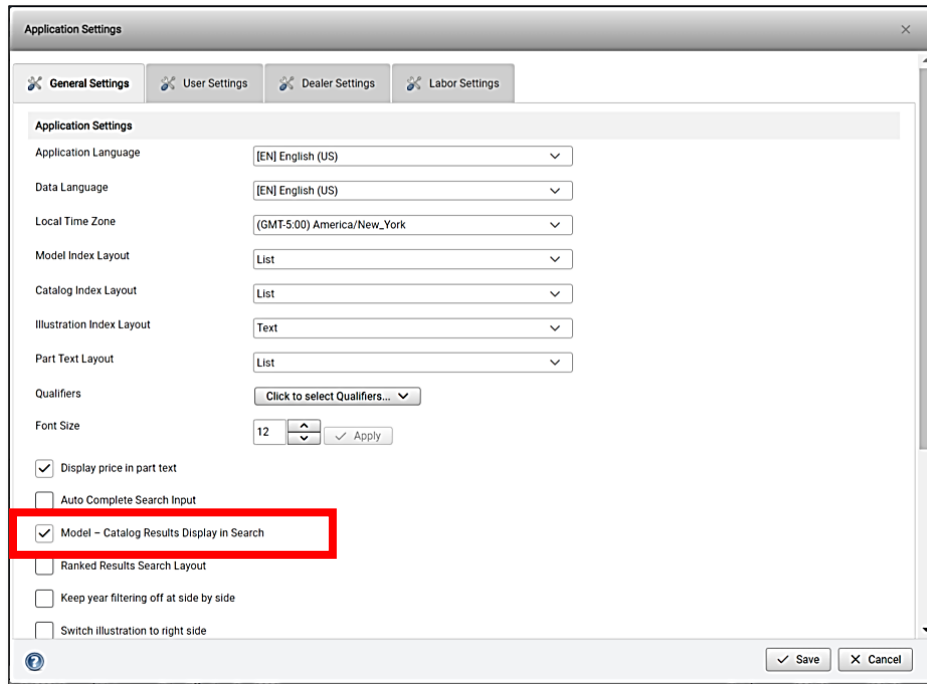 Application Settings
General Settings
User Settings
Dealer Settings
Labor Settings
Application Settings
Application Language
[EN] English (US)
Data Language
[EN] English (US)
Local Time Zone
(GMT-5:00) America/New_York
Model Index Layout
List
Catalog Index Layout
List
Illustration Index Layout
Text
Part Text Layout
List
Qualifiers
Click to select Qualifiers...
Font Size
12
Apply
Display price in part text
Auto Complete Search Input
Model – Catalog Results Display in Search
Ranked Results Search Layout
Keep year filtering off at side by side
Switch illustration to right side
?
Save
Cancel